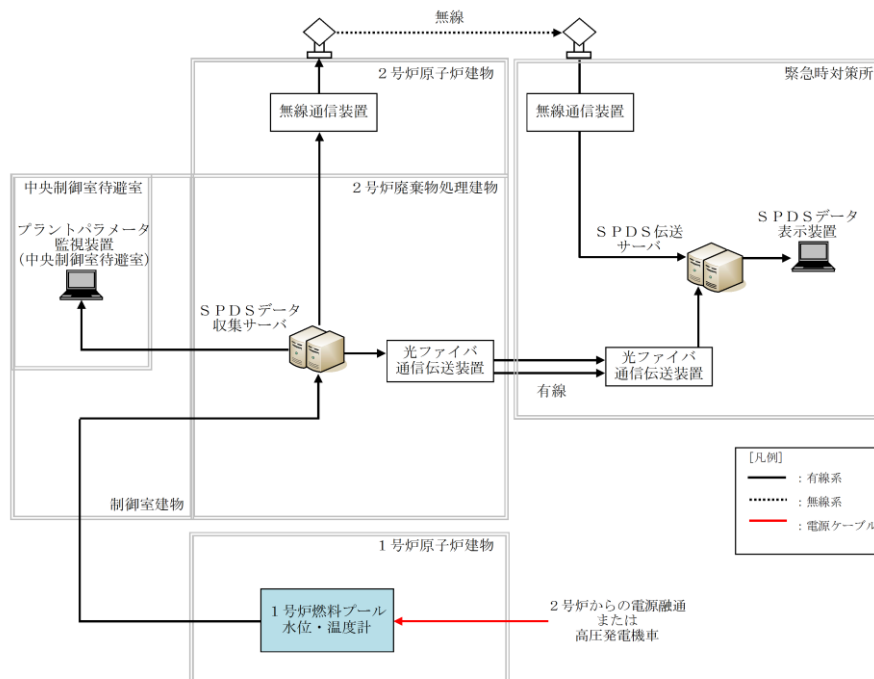 無線
2号炉原子炉建物
緊急時対策所
無線通信装置
無線通信装置
中央制御室待避室
2号炉廃棄物処理建物
プラントパラメータ
監視装置
（中央制御室待避室）
ＳＰＤＳ伝送
サーバ
ＳＰＤＳデータ
表示装置
ＳＰＤＳデータ
収集サーバ
光ファイバ
通信伝送装置
光ファイバ
通信伝送装置
有線
制御室建物
[凡例]
：有線系
：無線系
：電源ケーブル
1号炉原子炉建物
1号炉燃料プール
水位・温度計
2号炉からの電源融通
または
高圧発電機車